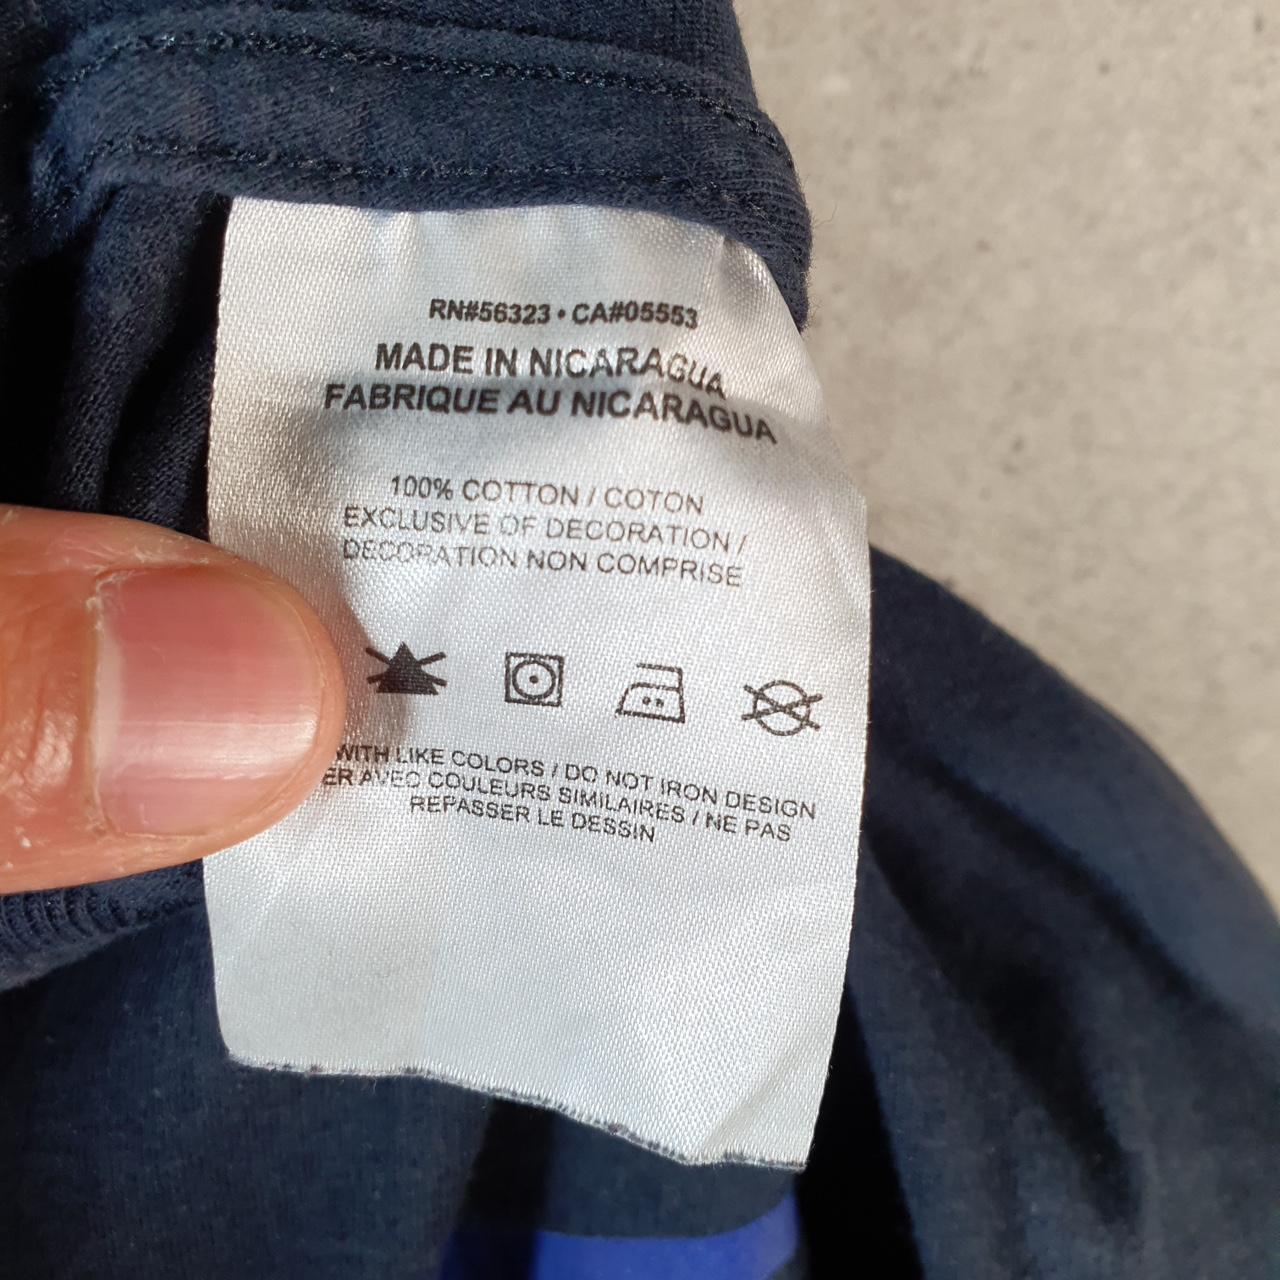 RN#56323 • CA#05553
MADE IN NICARAGUA
FABRIQUE AU NICARAGUA
100% COTTON / COTON
EXCLUSIVE OF DECORATION /
DECORATION NON COMPRISE
WITH LIKE COLORS / DO NOT IRON DESIGN
AVEC COULEURS SIMILAIRES / NE PAS
REPASSER LE DESSIN